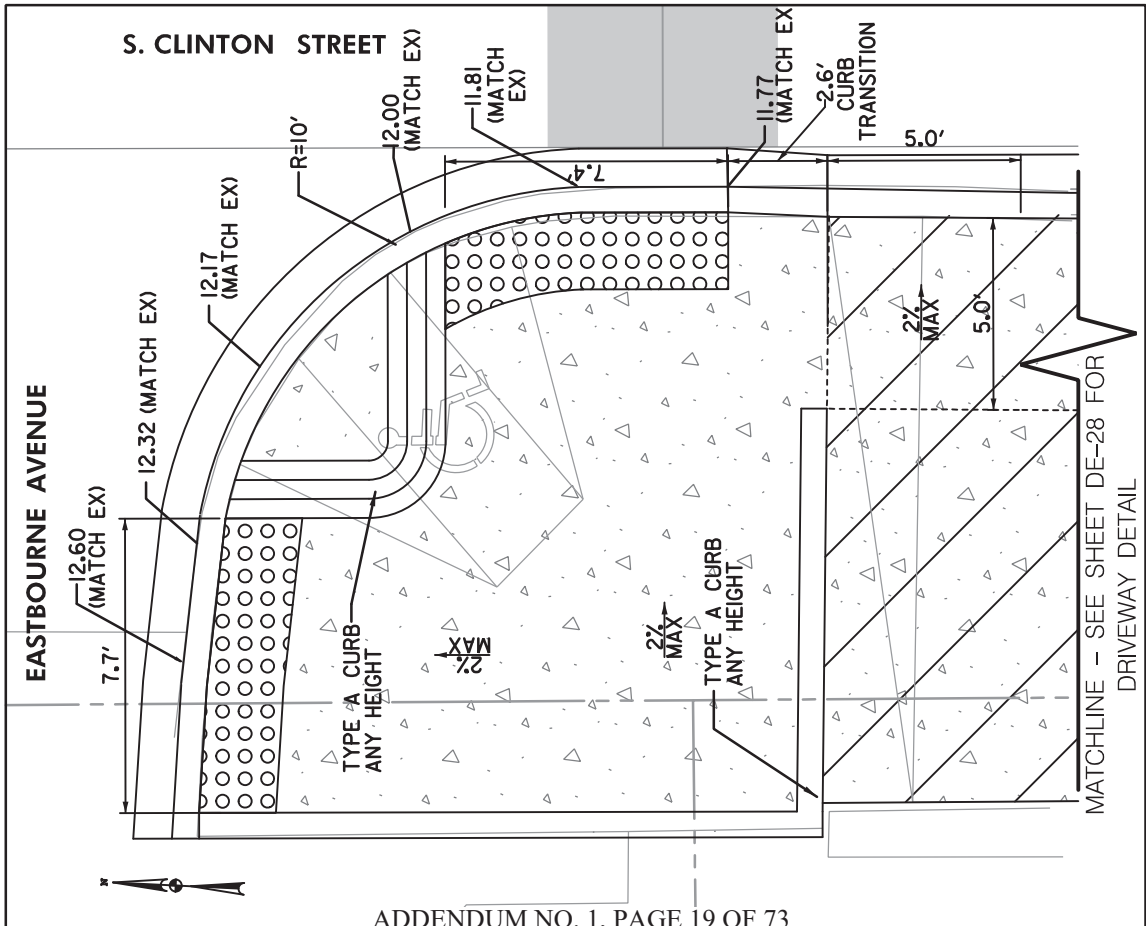 S. CLINTON STREET
EASTBOURNE AVENUE
12.60
(MATCH EX)
12.32 (MATCH EX)
12.17
(MATCH EX)
R=10'
12.00
(MATCH EX)
11.81
(MATCH
EX)
11.77
(MATCH EX
2.6'
CURB
TRANSITION
5.0'
7.4'
7.7'
2%
MAX
5.0'
TYPE A CURB
ANY HEIGHT
2%
MAX
2%
MAX
TYPE A CURB
ANY HEIGHT
MATCHLINE - SEE SHEET DE-28 FOR
DRIVEWAY DETAIL
N
ADDENDUM NO. 1, PAGE 19 OF 73